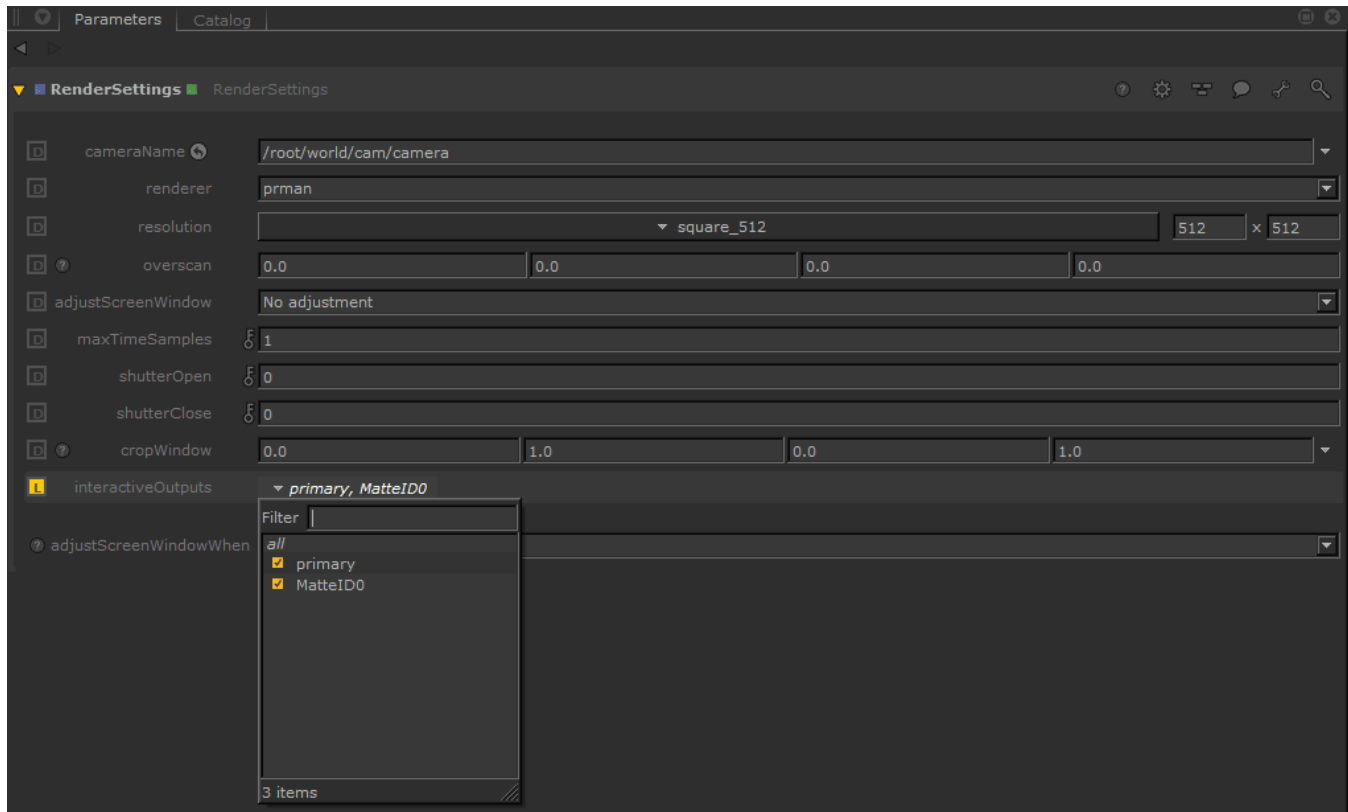 Parameters Catalog
RenderSettings RenderSettings
D cameraName /root/world/cam/camera
D renderer prman
D resolution square_512 512 x 512
D ? overscan 0.0 0.0 0.0 0.0
D adjustScreenWindow No adjustment
D maxTimeSamples 1
D shutterOpen 0
D shutterClose 0
D ? cropWindow 0.0 1.0 0.0 1.0
L interactiveOutputs primary, MatteID0
Filter
? adjustScreenWindowWhen
all
primary
MatteID0
3 items